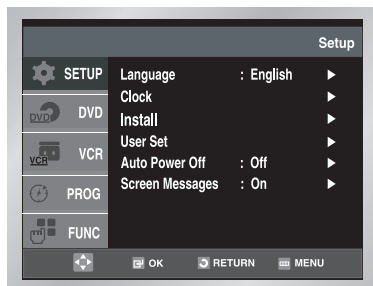 Setup
SETUP
Language : English ►
Clock ►
Install ►
DVD DVD
User Set ►
VCR VCR
Auto Power Off : Off ►
Screen Messages : On ►
PROG
FUNC
OK RETURN MENU